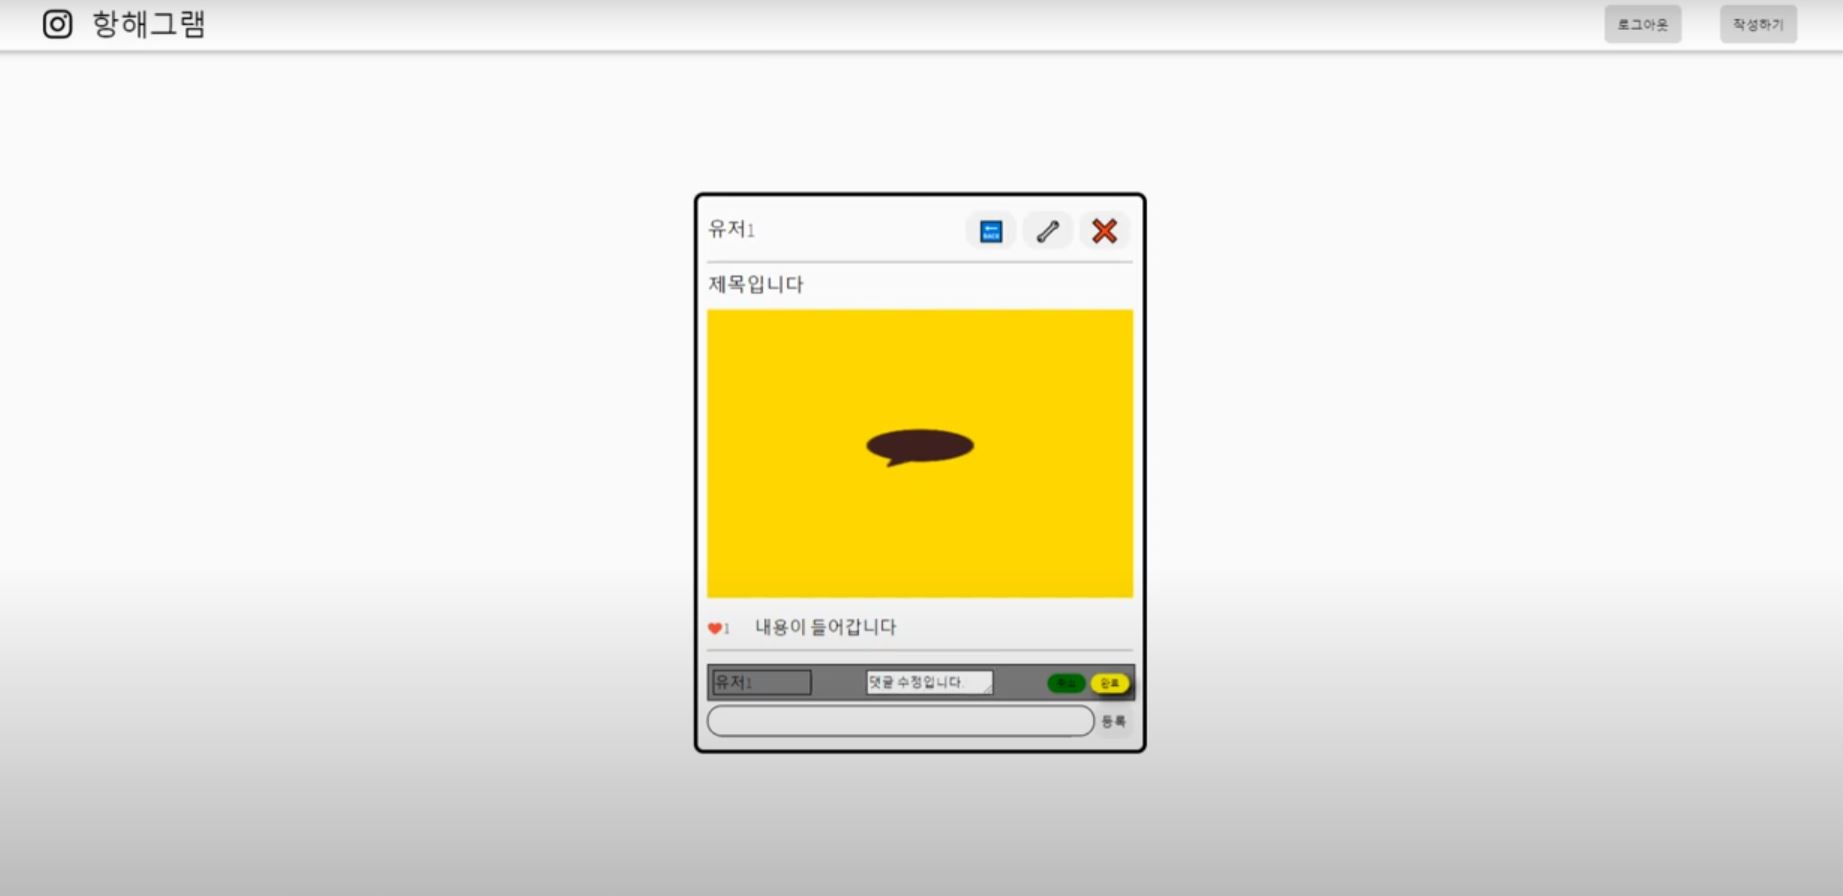 항해그램
로그아웃
작성하기
유저1
BACK
제목입니다
1
내용이 들어갑니다
유저1
댓글 수정입니다.
취소
완료
등록